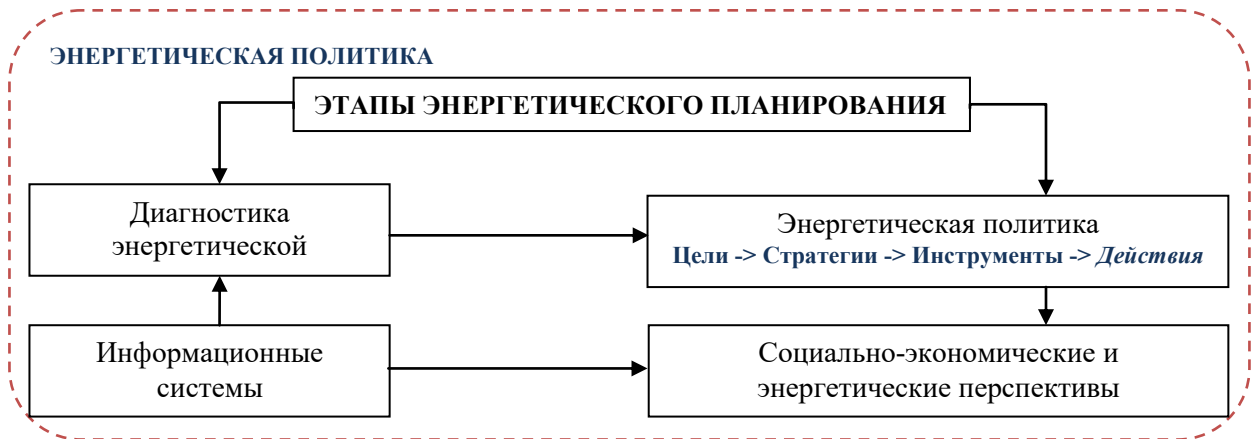 ЭНЕРГЕТИЧЕСКАЯ ПОЛИТИКА
ЭТАПЫ ЭНЕРГЕТИЧЕСКОГО ПЛАНИРОВАНИЯ
Диагностика
энергетической
Энергетическая политика
Цели -> Стратегии -> Инструменты -> Действия
Информационные
системы
Социально-экономические и
энергетические перспективы